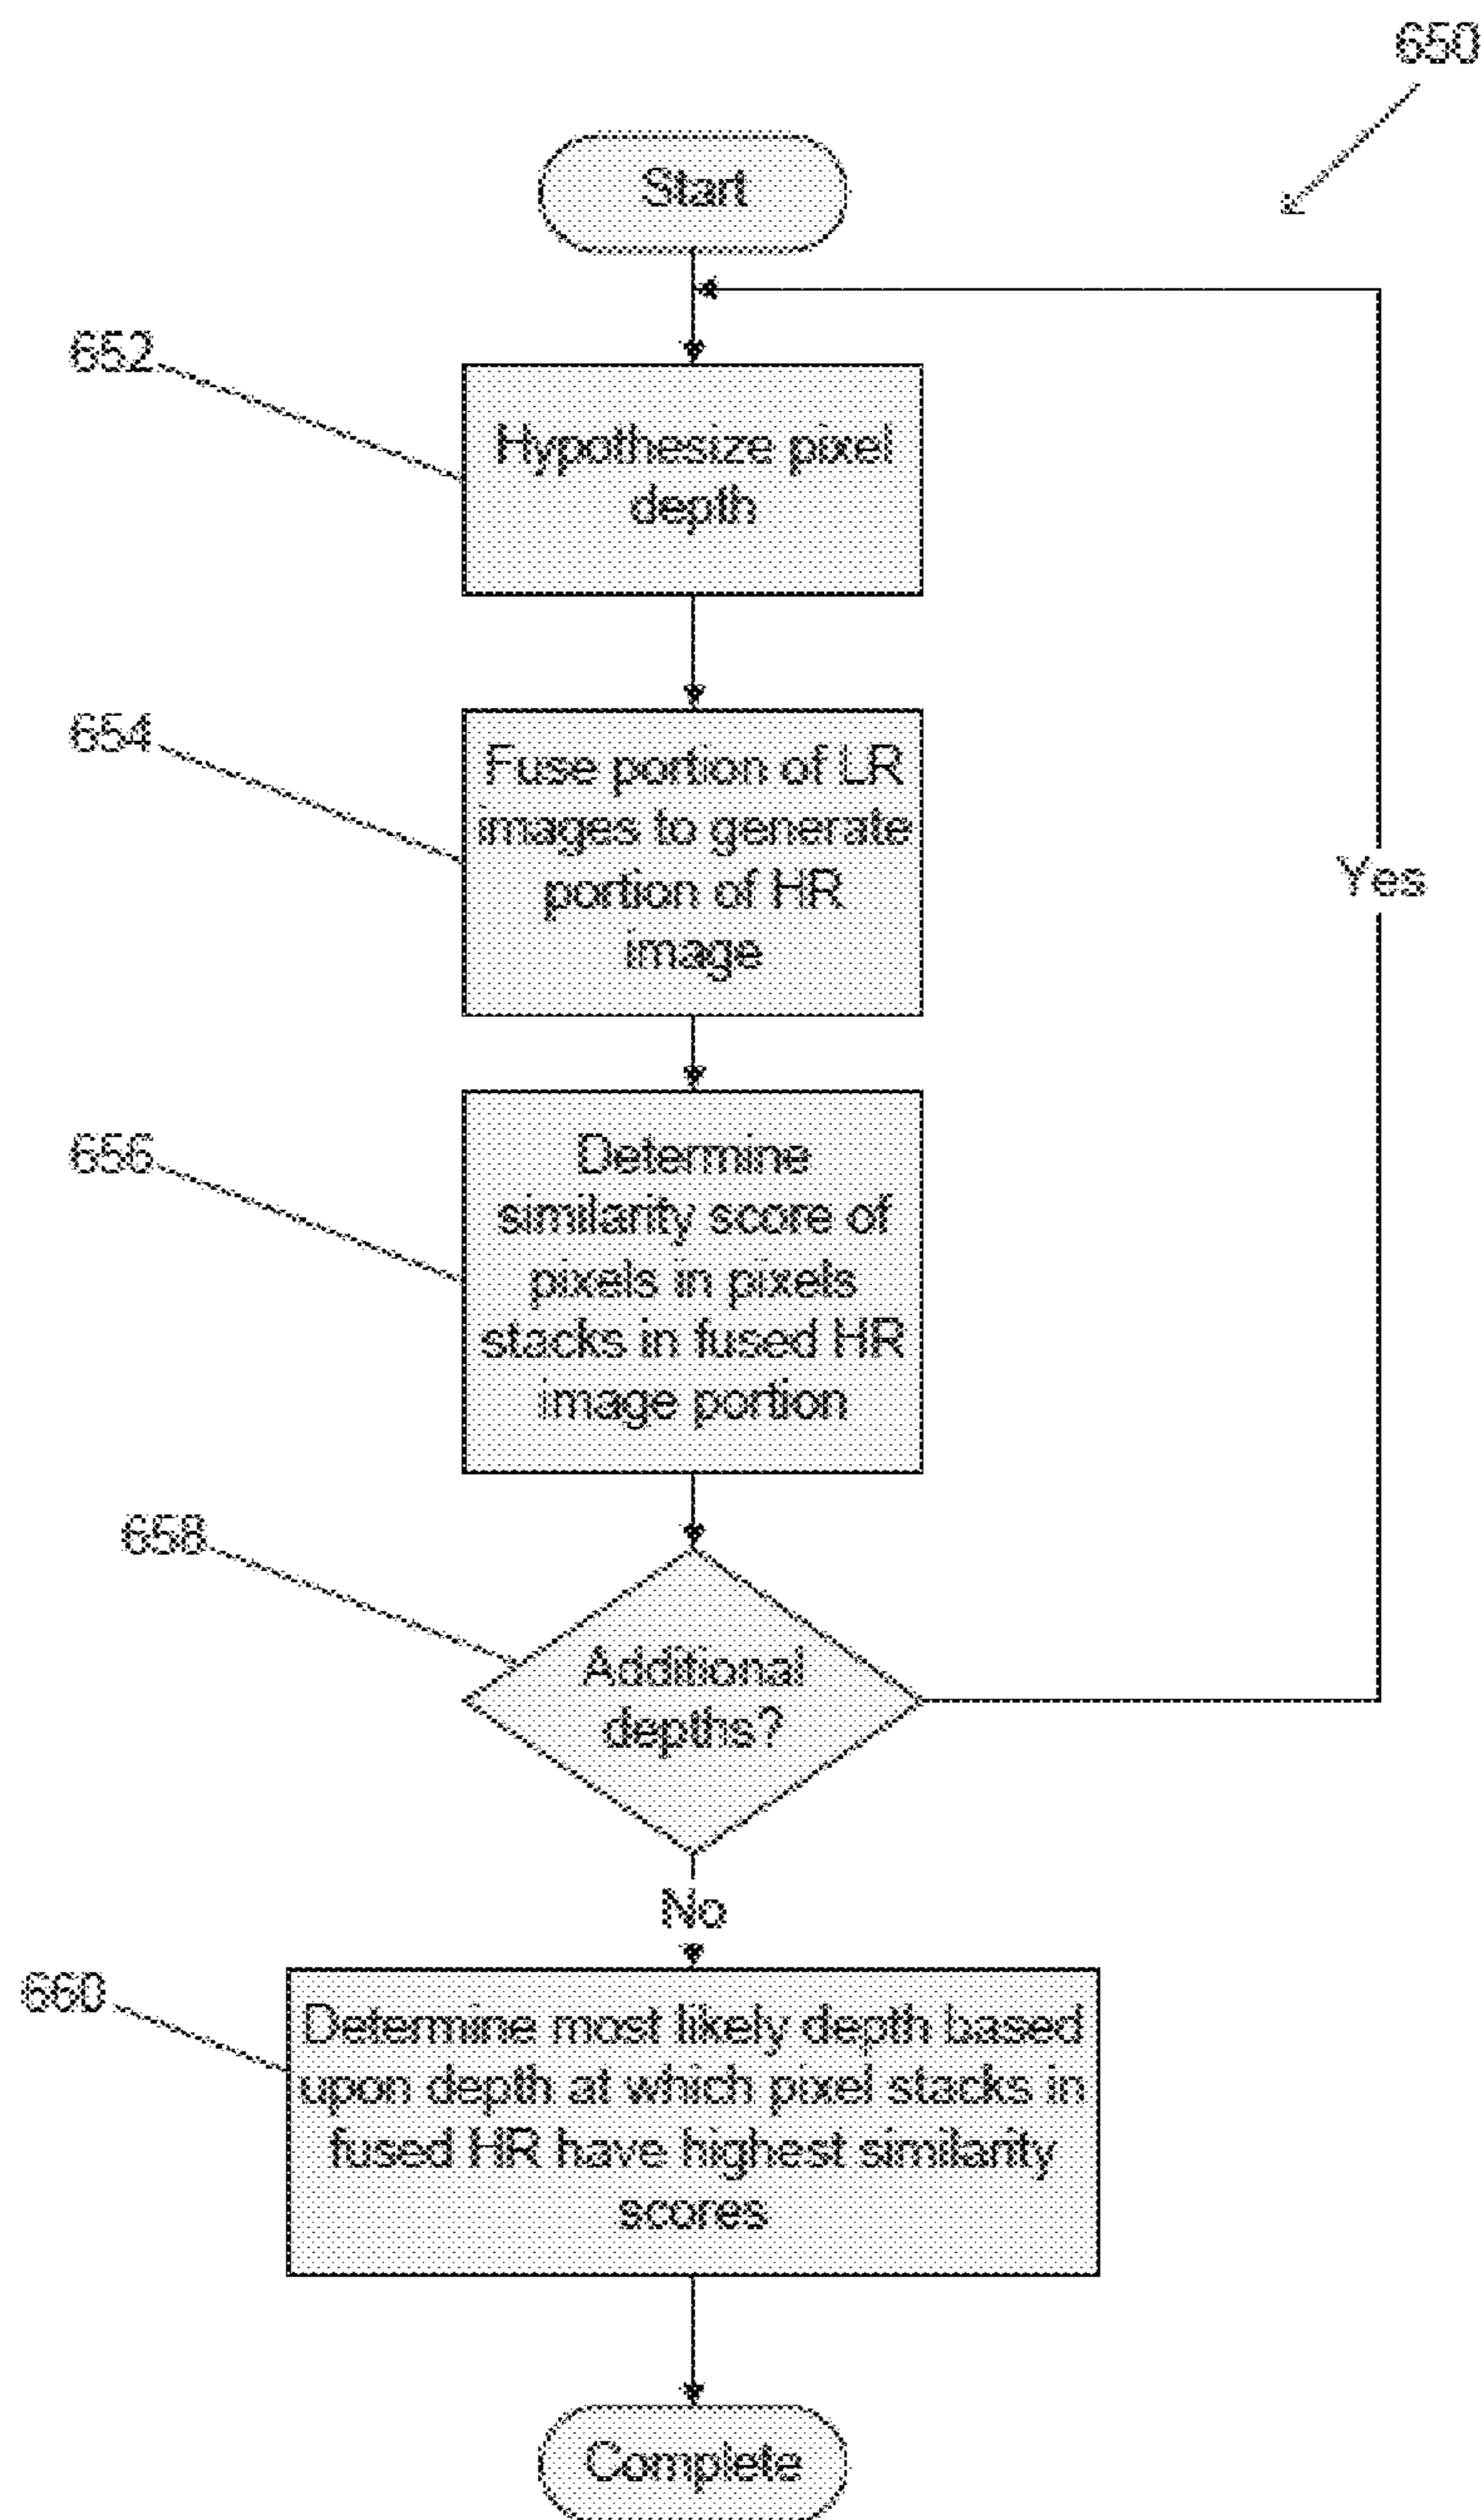 650
Start
652
Hypothesize pixel
depth
654
Fuse portion of LR
images to generate
portion of HR
image
Yes
656
Determine
similarity score of
pixels in pixels
stacks in fused HR
image portion
658
Additional
depths?
No
660
Determine most likely depth based
upon depth at which pixel stacks in
fused HR have highest similarity
scores
Complete